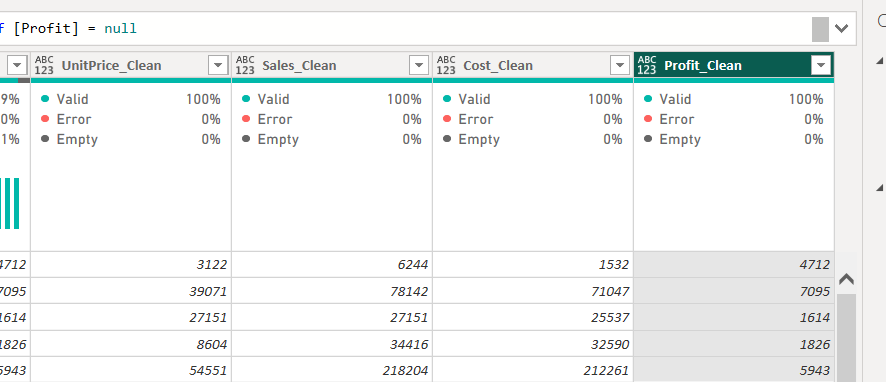 f [Profit] = null
ABC 123 UnitPrice_Clean ABC 123 Sales_Clean ABC 123 Cost_Clean ABC 123 Profit_Clean
9% Valid 100% Valid 100% Valid 100% Valid 100%
0% Error 0% Error 0% Error 0% Error 0%
1% Empty 0% Empty 0% Empty 0% Empty 0%
4712 3122 6244 1532 4712
7095 39071 78142 71047 7095
1614 27151 27151 25537 1614
1826 8604 34416 32590 1826
5943 54551 218204 212261 5943